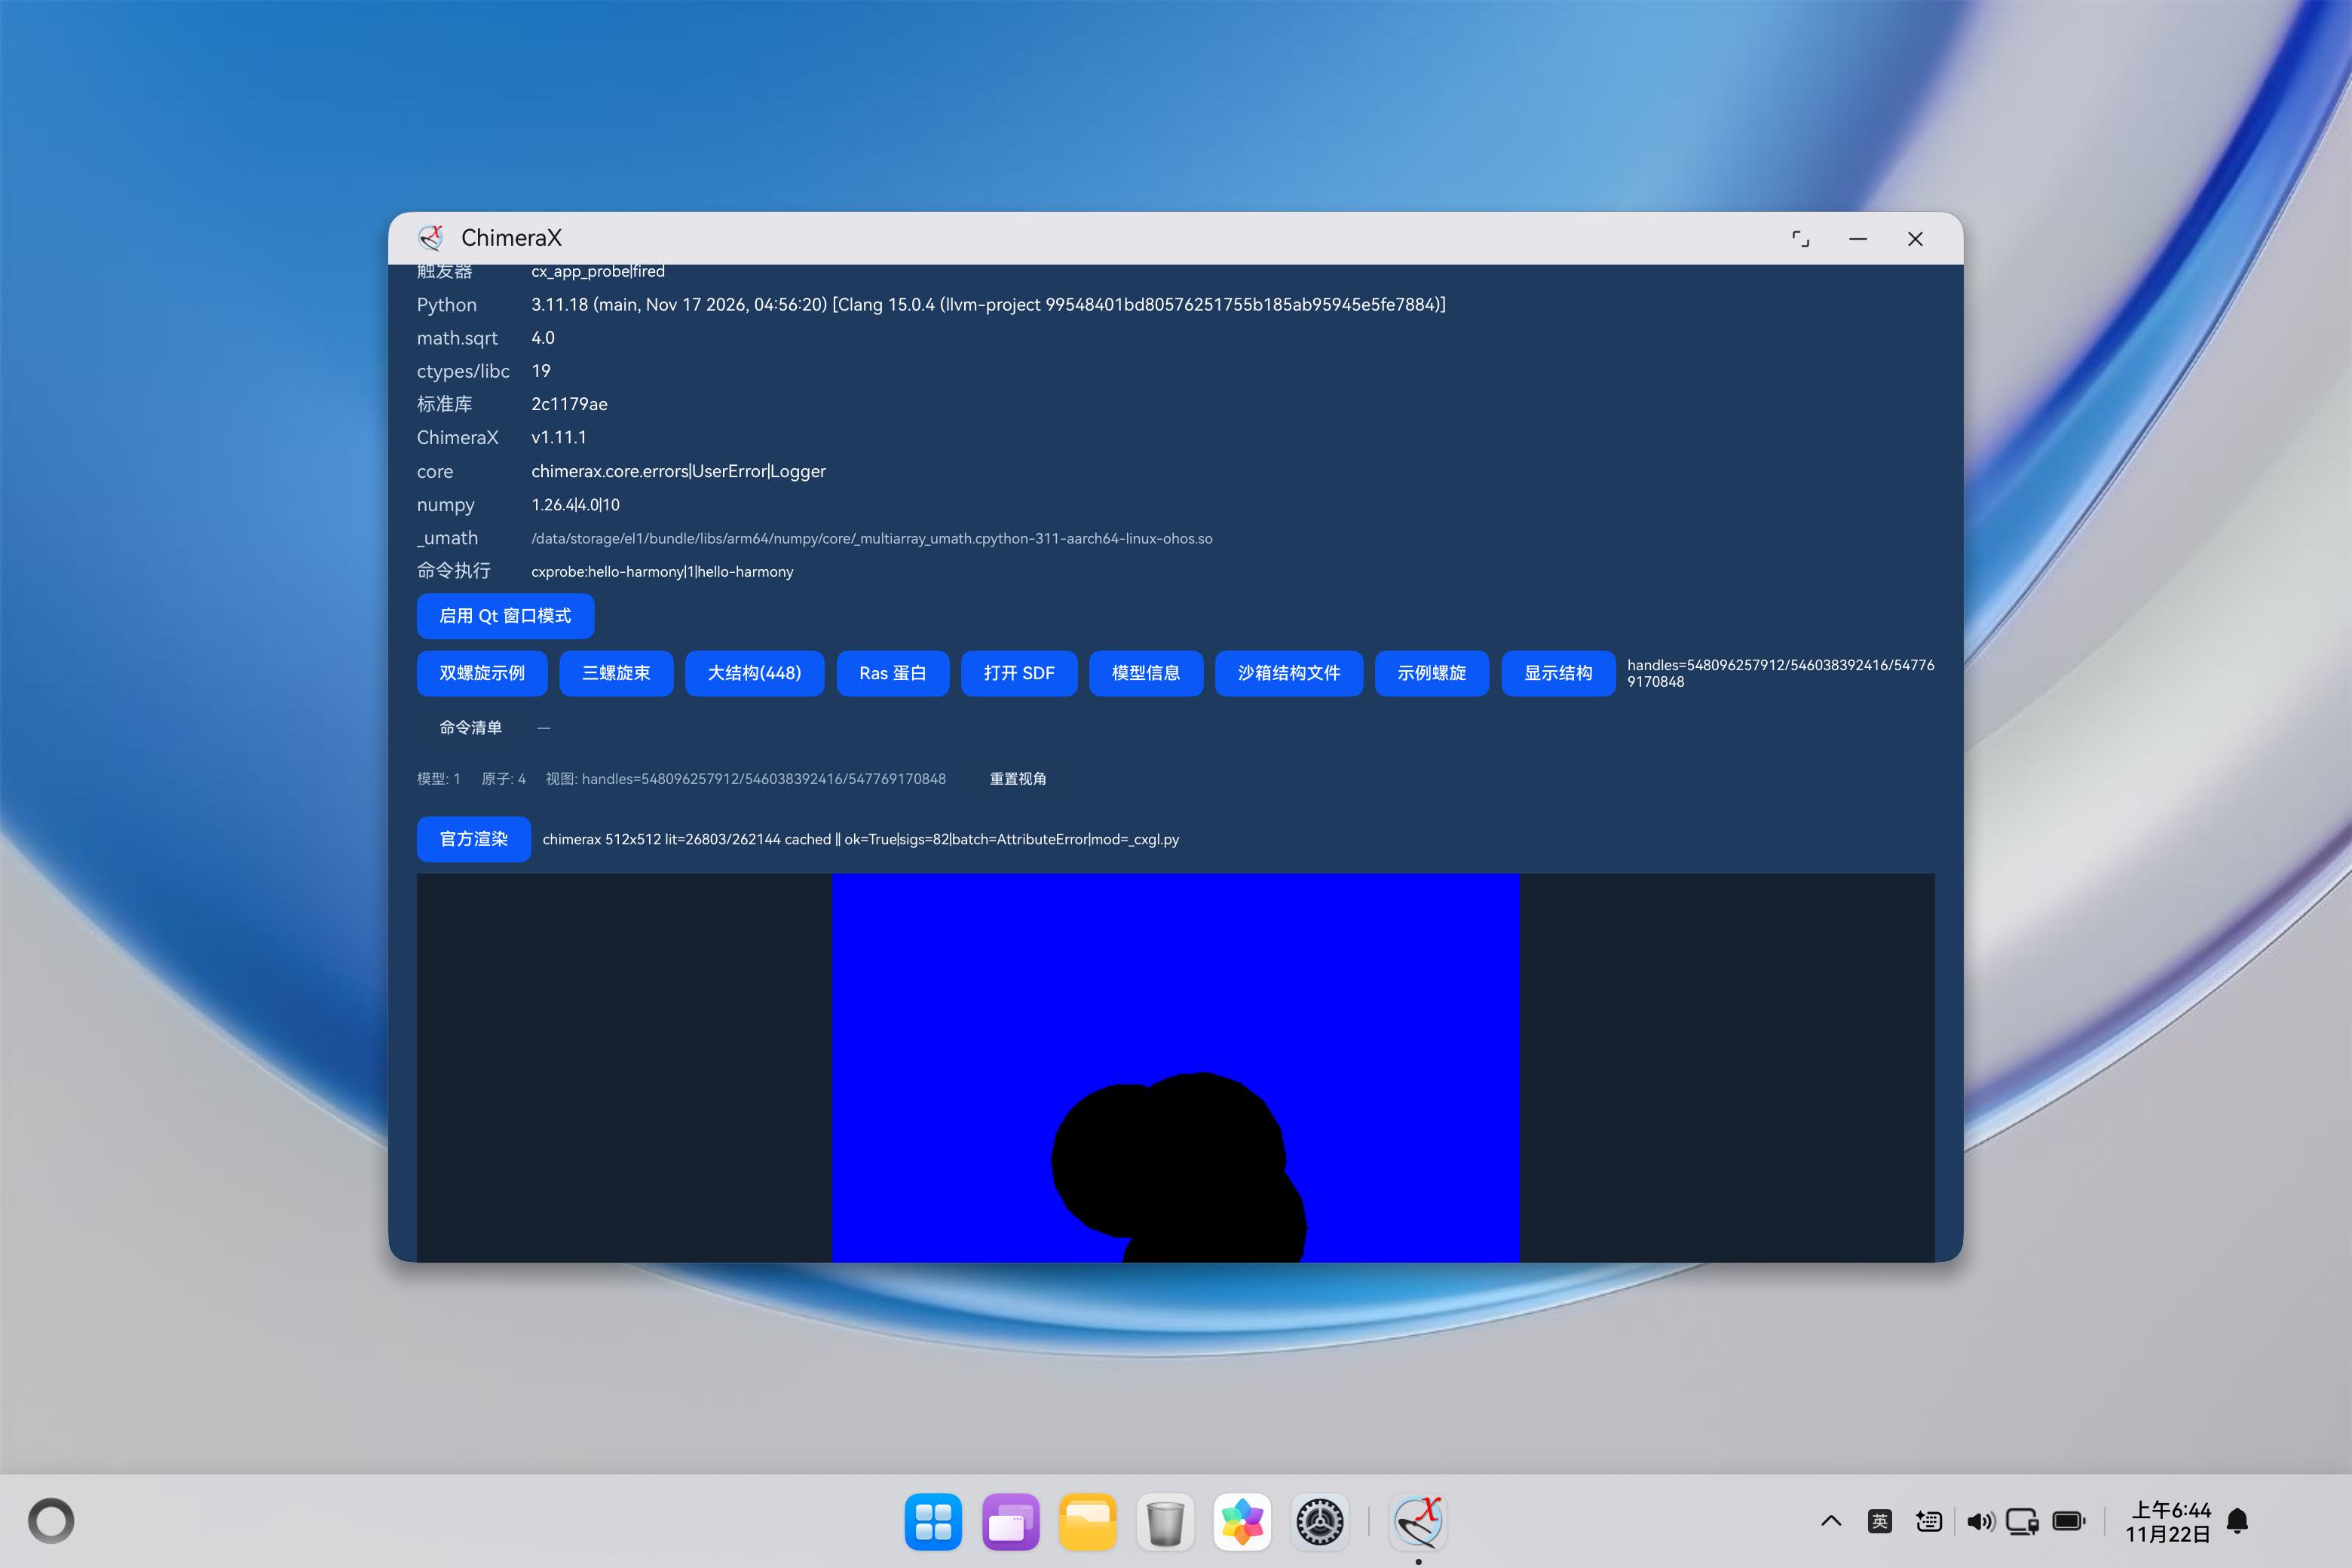 ChimeraX
触发器 cx_app_probe|fired
Python 3.11.18 (main, Nov 17 2026, 04:56:20) [Clang 15.0.4 (llvm-project 99548401bd80576251755b185ab95945e5fe7884)]
math.sqrt 4.0
ctypes/libc 19
标准库 2c1179ae
ChimeraX v1.11.1
core chimerax.core.errors|UserError|Logger
numpy 1.26.4|4.0|10
_umath /data/storage/el1/bundle/libs/arm64/numpy/core/_multiarray_umath.cpython-311-aarch64-linux-ohos.so
命令执行 cxprobe:hello-harmony|1|hello-harmony
启用 Qt 窗口模式
双螺旋示例 三螺旋束 大结构(448) Ras 蛋白 打开 SDF 模型信息 沙箱结构文件 示例螺旋 显示结构 handles=548096257912/546038392416/54776
9170848
命令清单 —
模型: 1 原子: 4 视图: handles=548096257912/546038392416/547769170848 重置视角
官方渲染 chimerax 512x512 lit=26803/262144 cached || ok=True|sigs=82|batch=AttributeError|mod=_cxgl.py
英
上午6:44
11月22日